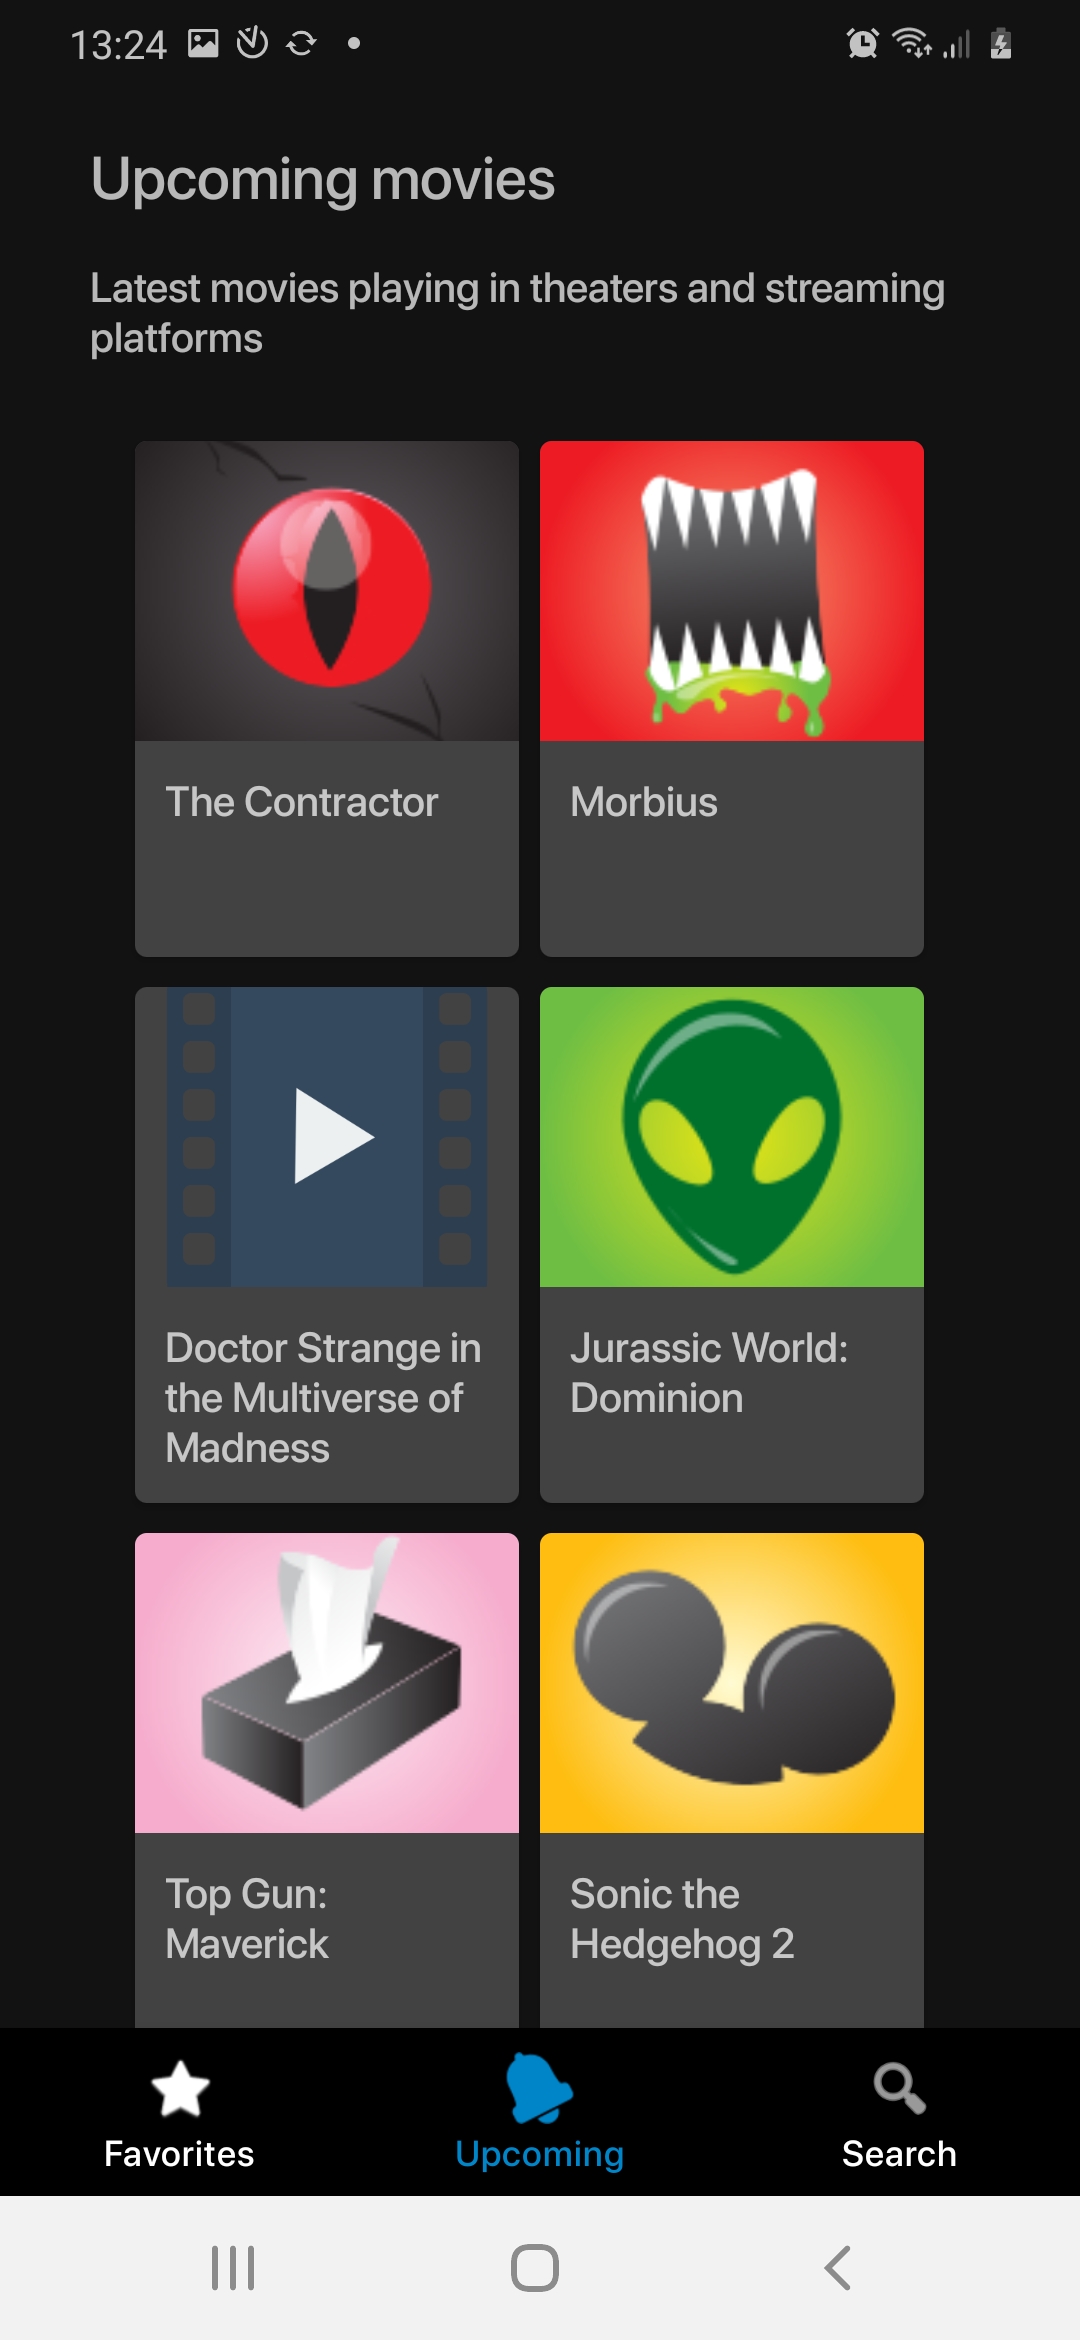 13:24
Upcoming movies
Latest movies playing in theaters and streaming
platforms
The Contractor
Morbius
Doctor Strange in
the Multiverse of
Madness
Jurassic World:
Dominion
Top Gun:
Maverick
Sonic the
Hedgehog 2
Favorites
Upcoming
Search